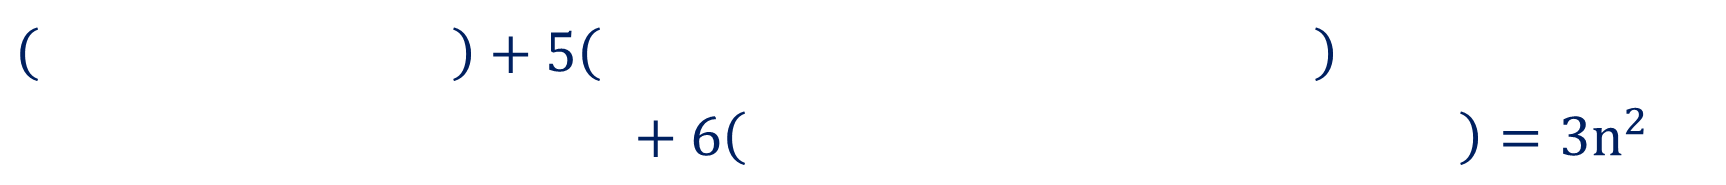 ( ) + 5( )
+ 6( ) = 3n²